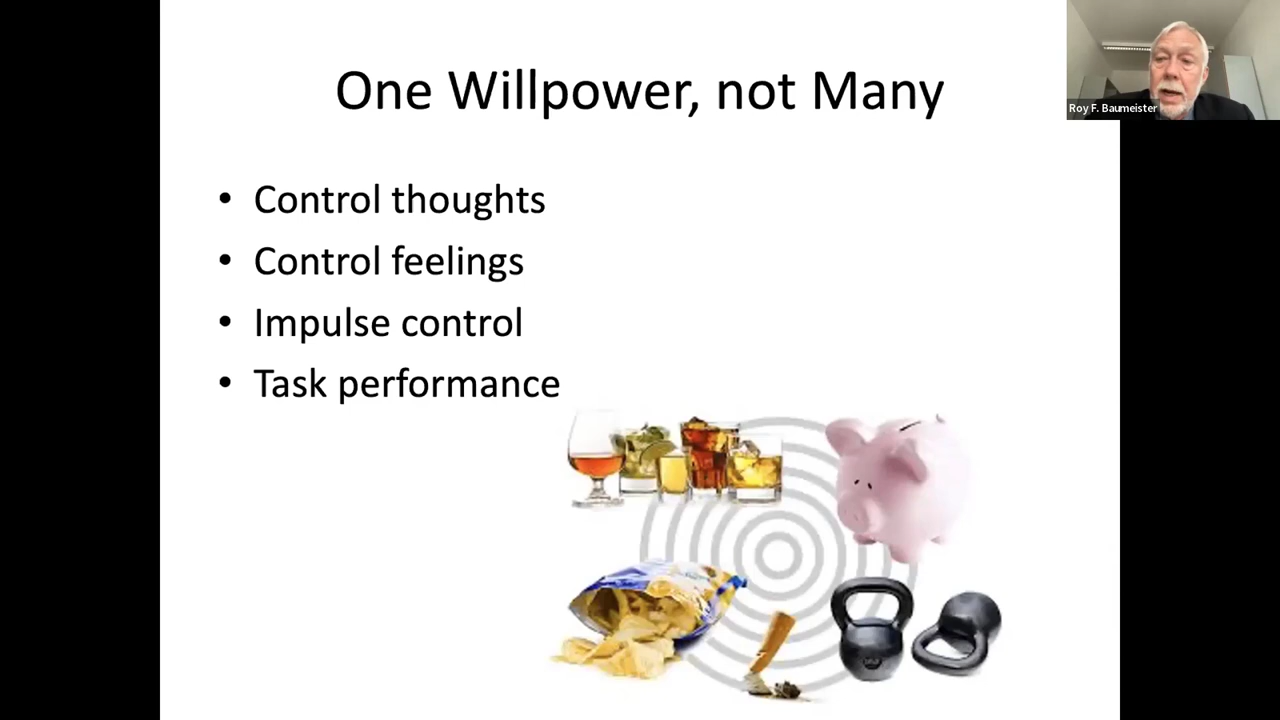 One Willpower, not Many
Roy F. Baumeister
• Control thoughts
• Control feelings
• Impulse control
• Task performance